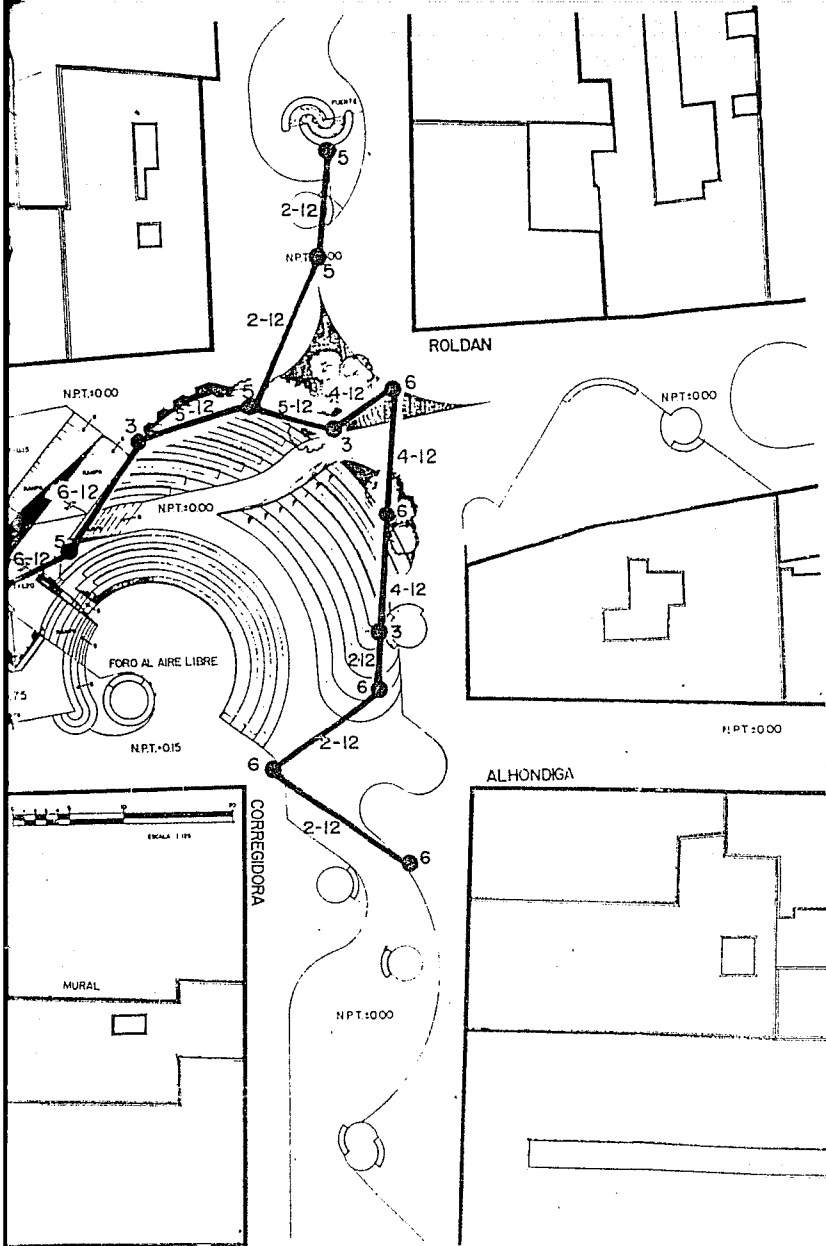 PUENTE
5
2-12
N.P.T.±0.00
5
2-12
ROLDAN
N.P.T.±0.00
N.P.T.±0.00
5
4-12
6
3
5-12
5-12
3
RAMPA
4-12
6-12
N.P.T.±0.00
6
5
6-12
4-12
3
FORO AL AIRE LIBRE
2-12
6
N.P.T.+0.15
2-12
N.P.T.±0.00
6
ALHONDIGA
CORREGIDORA
ESCALA 1:125
2-12
6
MURAL
N.P.T.±0.00